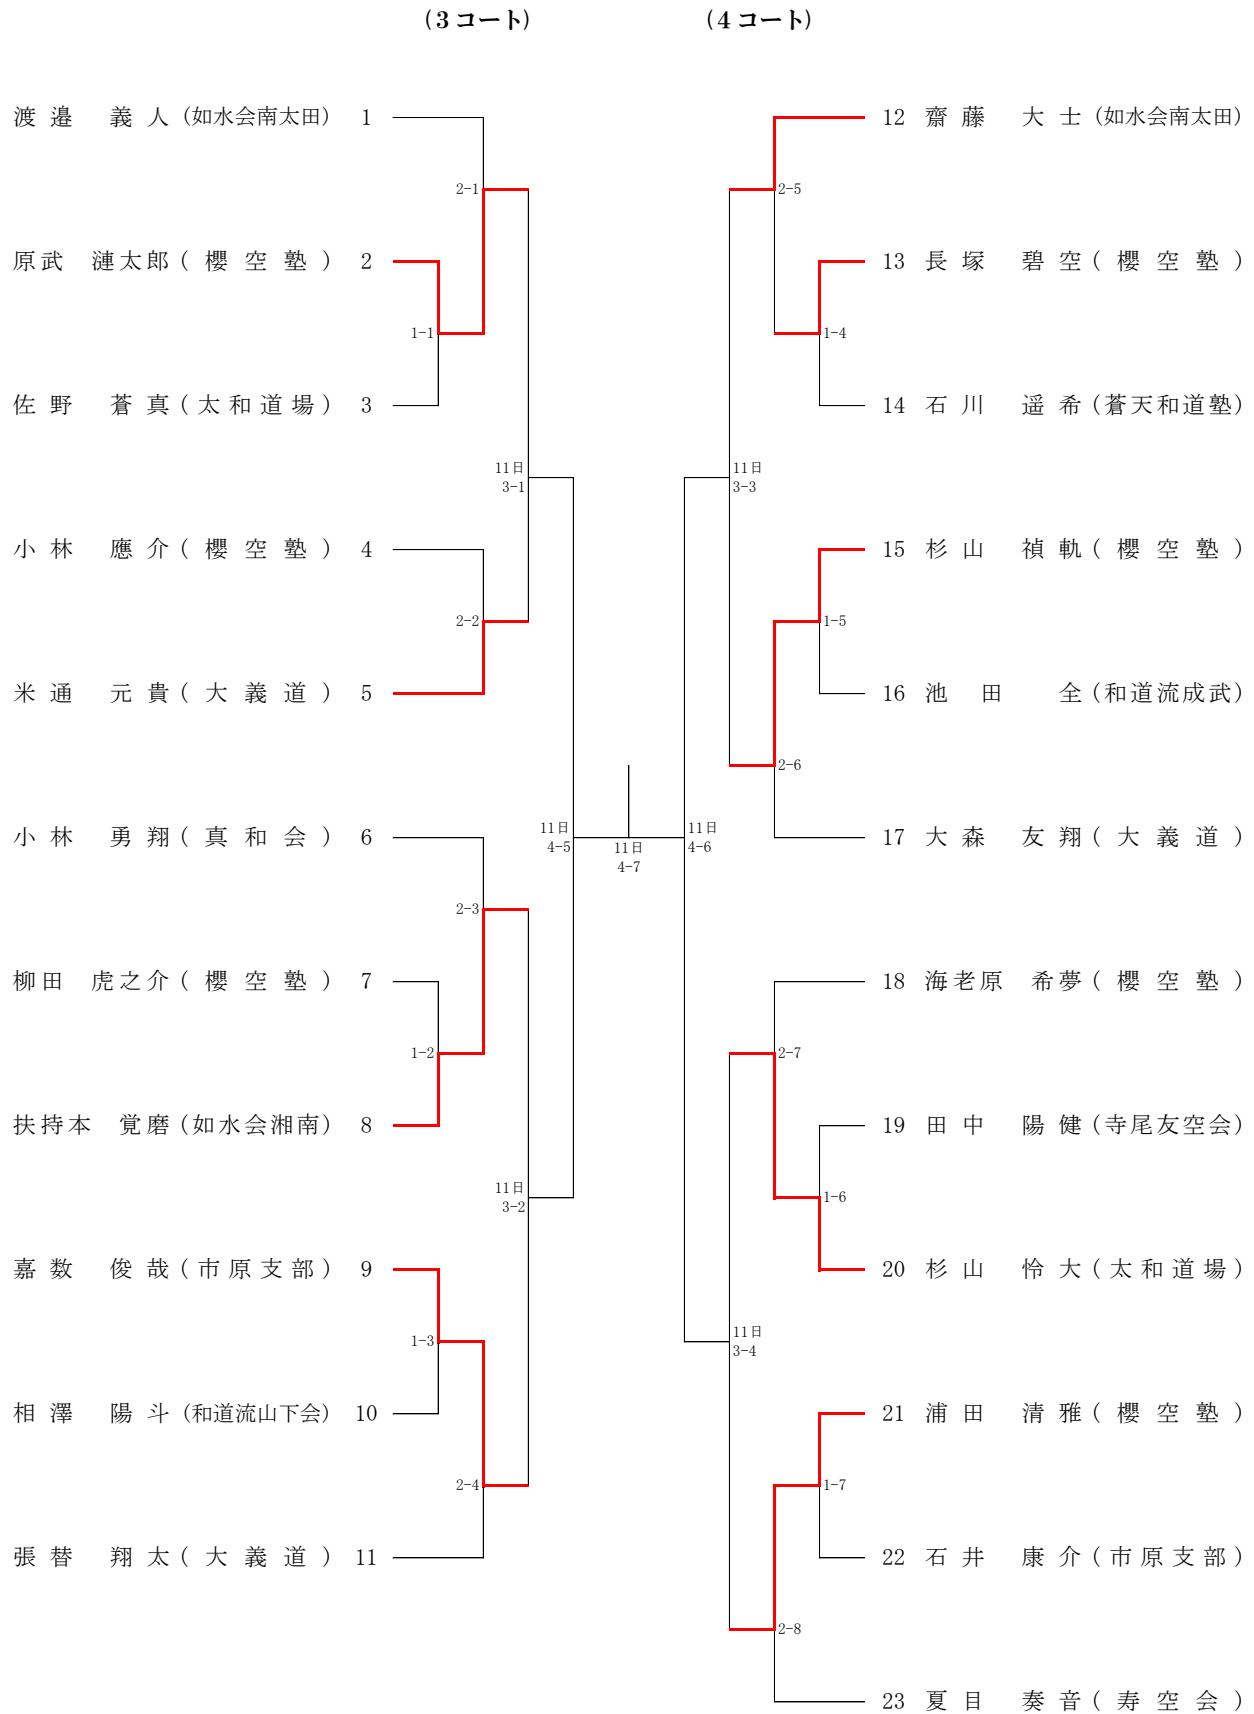 (3コート)
(4コート)
渡邉 義人 (如水会南太田) 1
原武 漣太郎 (櫻空塾) 2
佐野 蒼真 (太和道場) 3
小林 應介 (櫻空塾) 4
米通 元貴 (大義道) 5
小林 勇翔 (真和会) 6
柳田 虎之介 (櫻空塾) 7
扶持本 覚磨 (如水会湘南) 8
嘉数 俊哉 (市原支部) 9
相澤 陽斗 (和道流山下会) 10
張替 翔太 (大義道) 11
2-1
1-1
11日
3-1
2-2
2-3
1-2
11日
3-2
1-3
2-4
11日
4-5
11日
4-7
11日
4-6
2-5
1-4
11日
3-3
1-5
2-6
2-7
1-6
11日
3-4
1-7
2-8
12 齋藤 大士 (如水会南太田)
13 長塚 碧空 (櫻空塾)
14 石川 遥希 (蒼天和道塾)
15 杉山 禎軌 (櫻空塾)
16 池田 全 (和道流成武)
17 大森 友翔 (大義道)
18 海老原 希夢 (櫻空塾)
19 田中 陽健 (寺尾友空会)
20 杉山 怜大 (太和道場)
21 浦田 清雅 (櫻空塾)
22 石井 康介 (市原支部)
23 夏目 奏音 (寿空会)